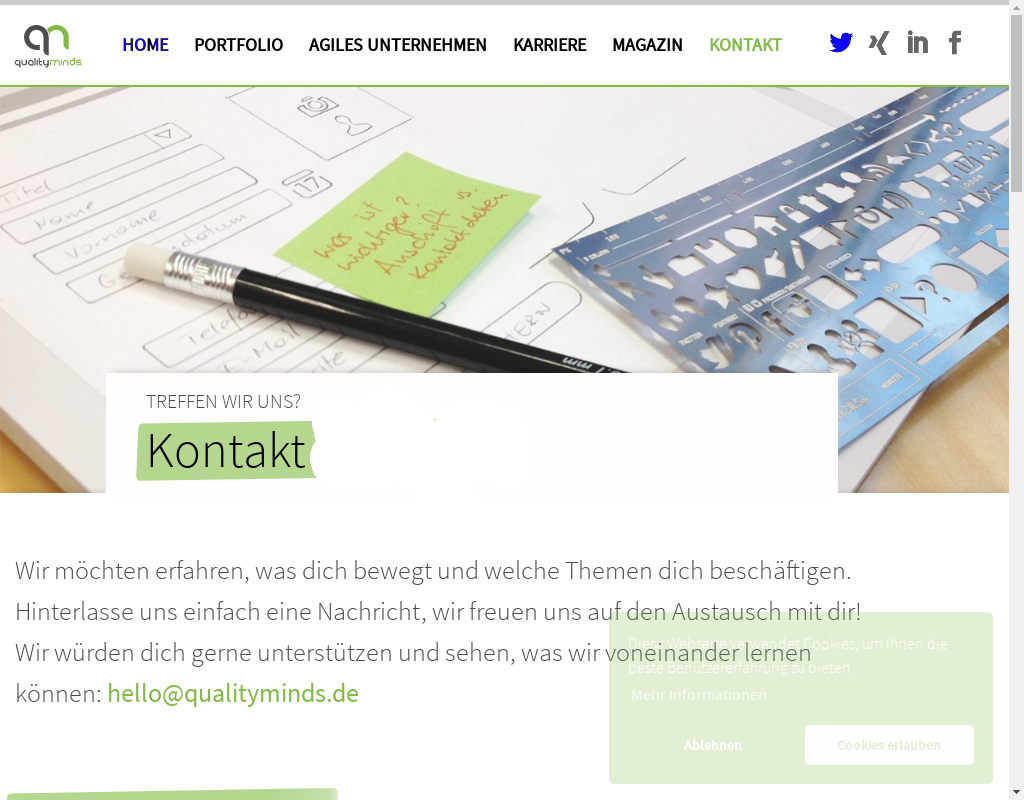 qualityminds
HOME PORTFOLIO AGILES UNTERNEHMEN KARRIERE MAGAZIN KONTAKT
Titel
Name
Vorname
17
was ist
wichtiger?
Anschrift vs.
Kontaktdaten
E-Mail
TREFFEN WIR UNS?
Kontakt
Wir möchten erfahren, was dich bewegt und welche Themen dich beschäftigen.
Hinterlasse uns einfach eine Nachricht, wir freuen uns auf den Austausch mit dir!
Wir würden dich gerne unterstützen und sehen, was wir voneinander lernen
können: hello@qualityminds.de
Diese Webseite verwendet Cookies, um Ihnen die
beste Benutzererfahrung zu bieten.
Mehr Informationen
Ablehnen
Cookies erlauben